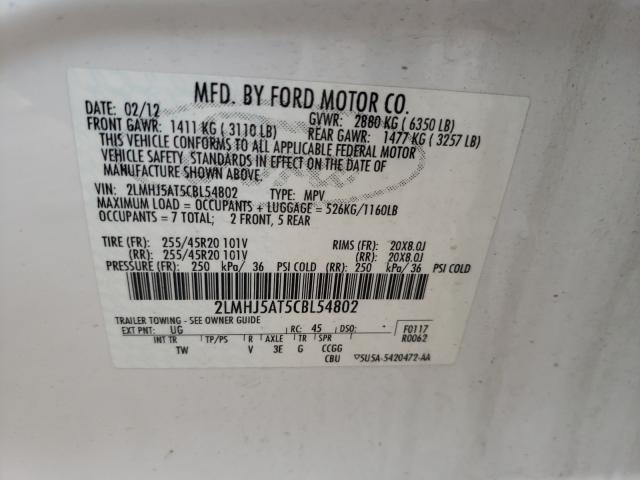 MFD. BY FORD MOTOR CO.
DATE: 02/12 GVWR: 2880 KG ( 6350 LB)
FRONT GAWR: 1411 KG ( 3110 LB) REAR GAWR: 1477 KG ( 3257 LB)
THIS VEHICLE CONFORMS TO ALL APPLICABLE FEDERAL MOTOR
VEHICLE SAFETY STANDARDS IN EFFECT ON THE DATE OF
MANUFACTURE SHOWN ABOVE.
VIN: 2LMHJ5AT5CBL54802 TYPE: MPV
MAXIMUM LOAD = OCCUPANTS + LUGGAGE = 526KG/1160LB
OCCUPANTS = 7 TOTAL; 2 FRONT, 5 REAR
TIRE (FR): 255/45R20 101V RIMS (FR): 20X8.0J
(RR): 255/45R20 101V (RR): 20X8.0J
PRESSURE (FR): 250 kPa/ 36 PSI COLD (RR): 250 kPa/ 36 PSI COLD
2LMHJ5AT5CBL54802
TRAILER TOWING - SEE OWNER GUIDE
EXT PNT: UG RC: 45 DSO: F0117
R0062
INT TR TP/PS R AXLE TR SPR
TW V 3E G CCGG
CBU ▽5U5A-5420472-AA